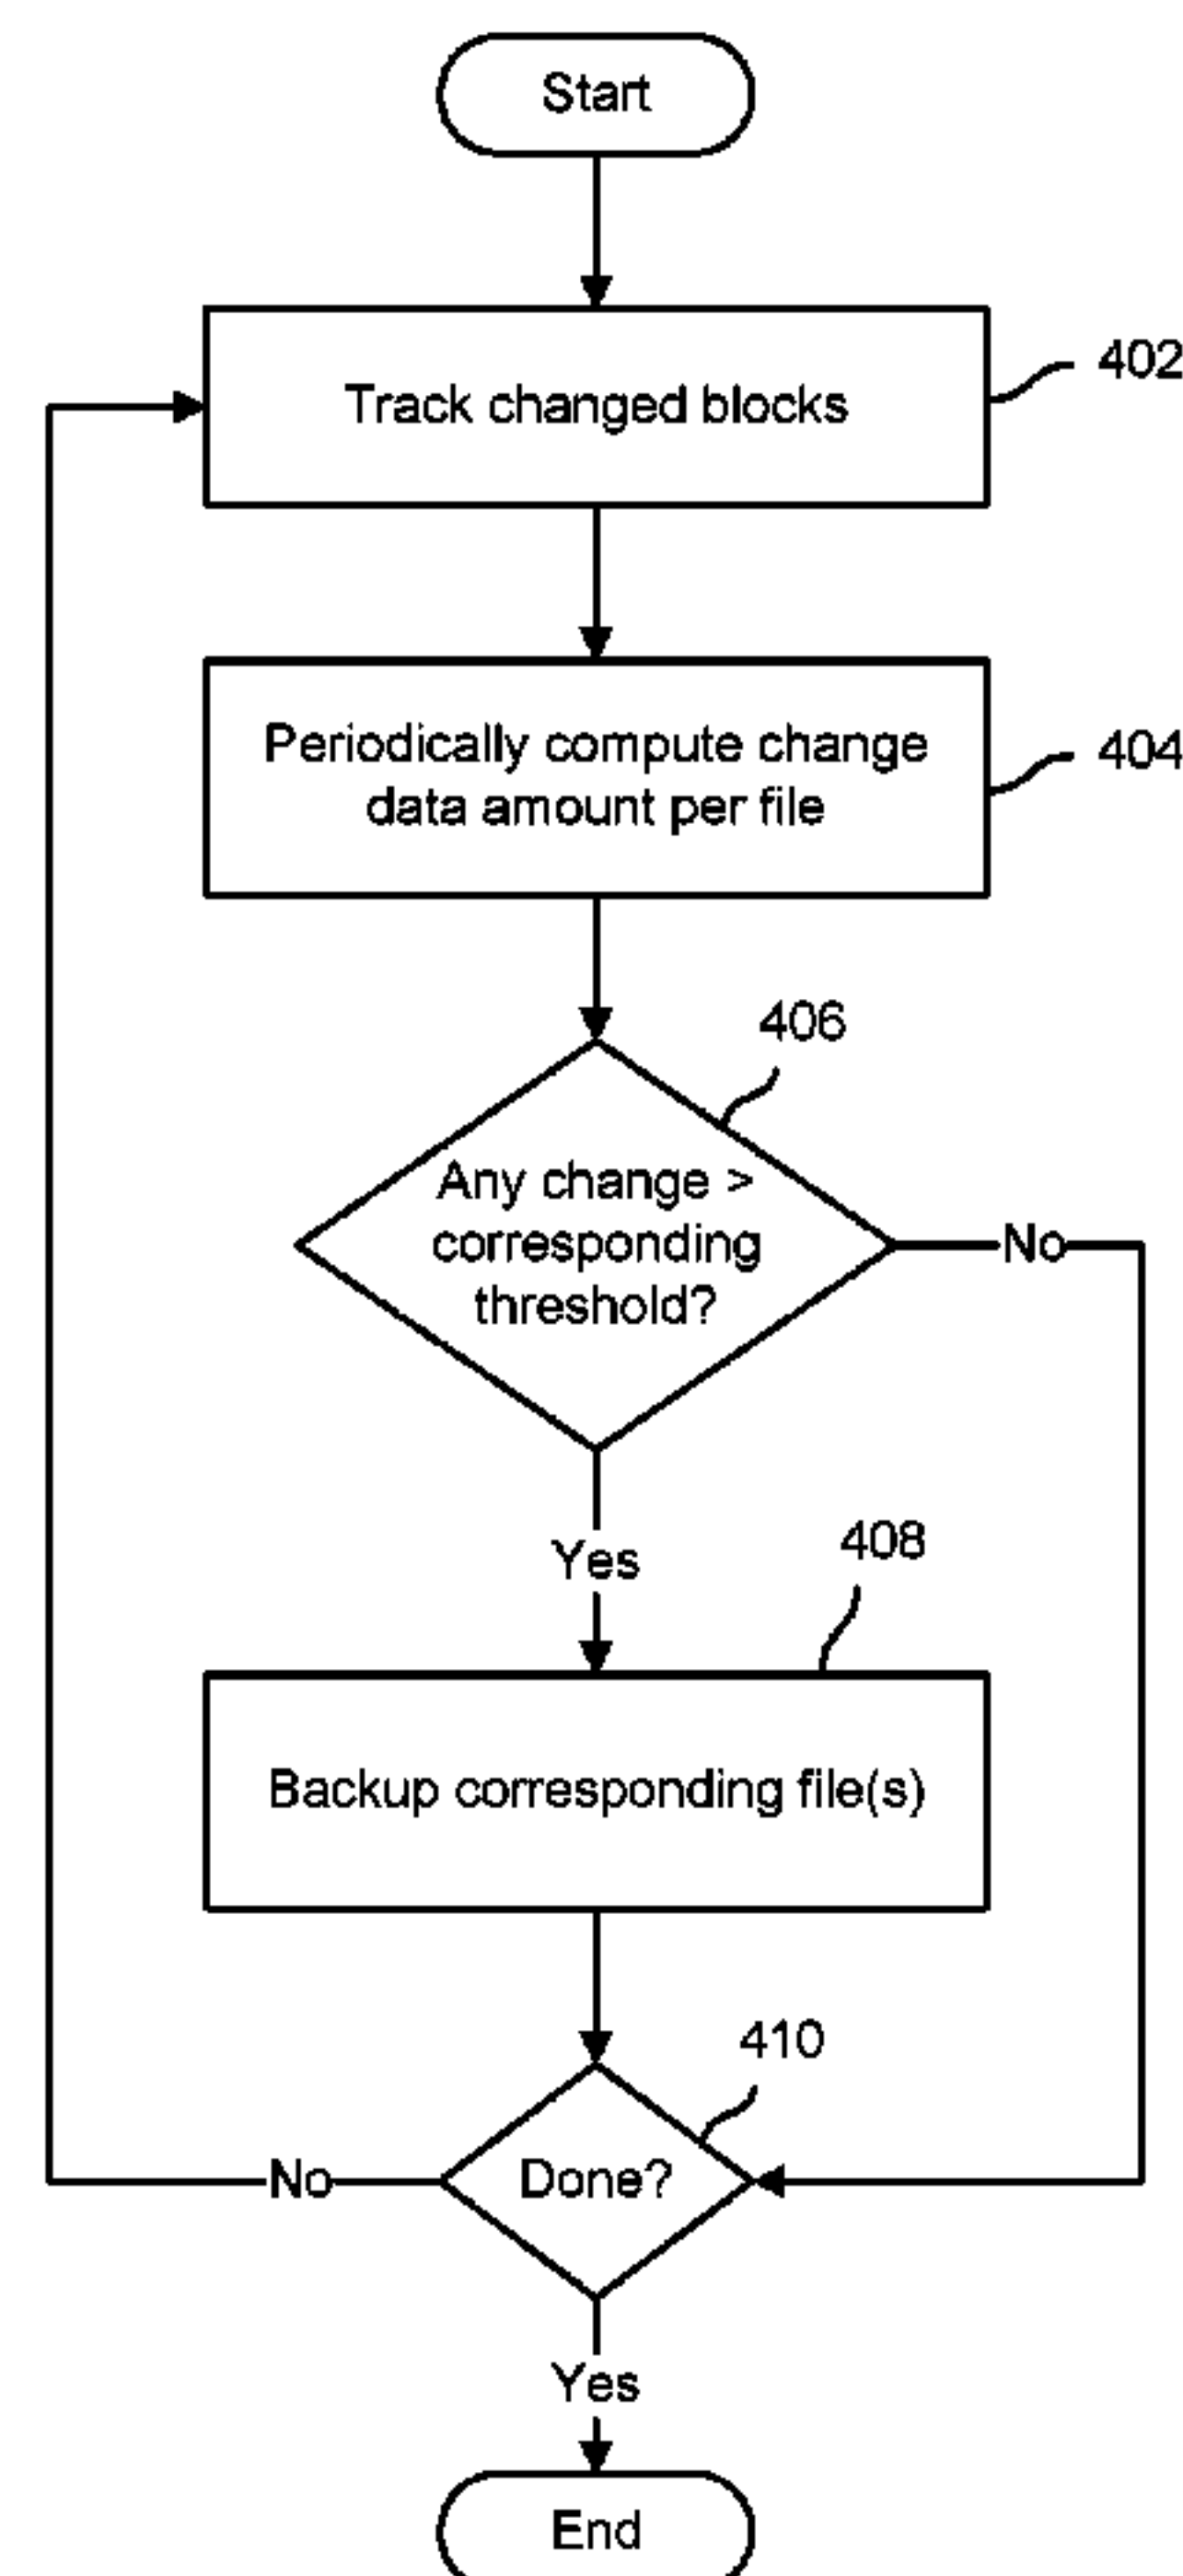 Start
Track changed blocks
402
Periodically compute change
data amount per file
404
406
Any change >
corresponding
threshold?
No
Yes
408
Backup corresponding file(s)
410
Done?
No
Yes
End